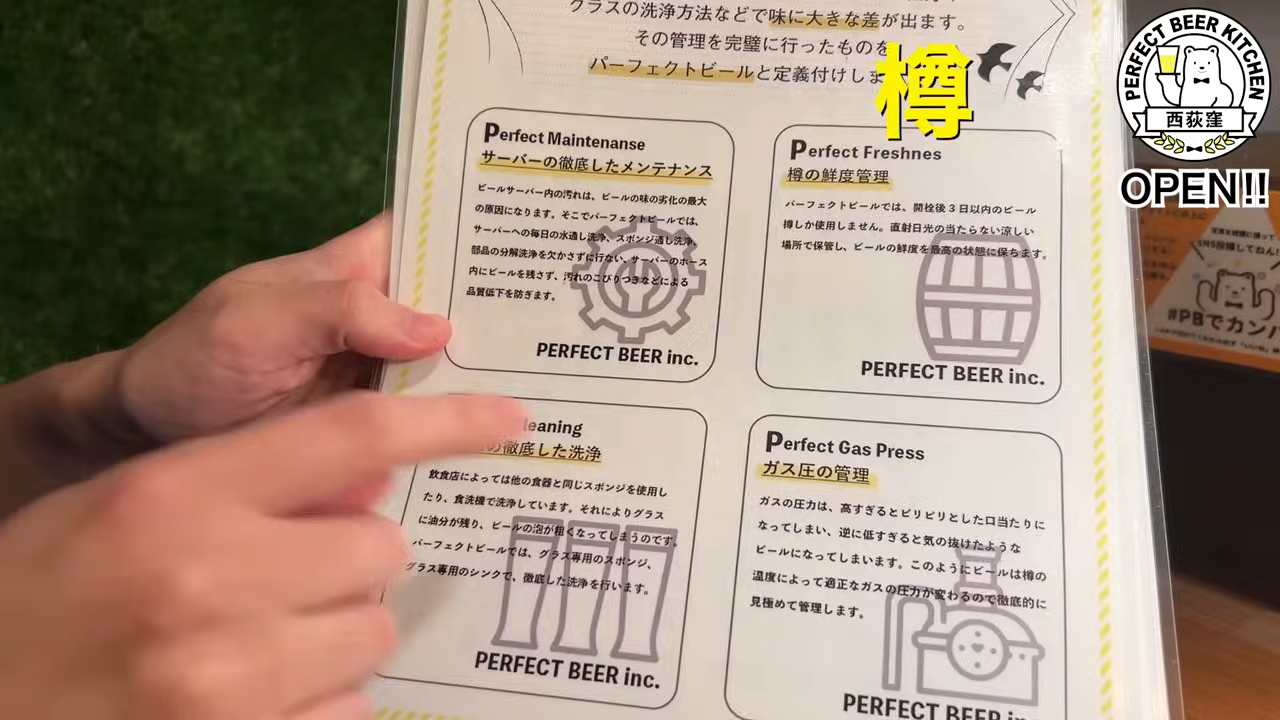 グラスの洗浄方法などで味に大きな差が出ます。
その管理を完璧に行ったものを
パーフェクトビールと定義付けしま
樽
Perfect Maintenanse
サーバーの徹底したメンテナンス
ビールサーバー内の汚れは、ビールの味の劣化の最大
の原因になります。そこでパーフェクトビールでは、
サーバーへの毎日の水通し洗浄、スポンジ通し洗浄、
部品の分解洗浄を欠かさずに行ない、サーバーのホース
内にビールを残さず、汚れのこびりつきなどによる
品質低下を防ぎます。
PERFECT BEER inc.
Perfect Freshnes
樽の鮮度管理
パーフェクトビールでは、開栓後3日以内のビール
樽しか使用しません。直射日光の当たらない涼しい
場所で保管し、ビールの鮮度を最高の状態に保ちます。
PERFECT BEER inc.
leaning
の徹底した洗浄
飲食店によっては他の食器と同じスポンジを使用し
たり、食洗機で洗浄しています。それによりグラス
に油分が残り、ビールの泡が粗くなってしまうのです。
パーフェクトビールでは、グラス専用のスポンジ、
グラス専用のシンクで、徹底した洗浄を行います。
PERFECT BEER inc.
Perfect Gas Press
ガス圧の管理
ガスの圧力は、高すぎるとピリピリとした口当たりに
なってしまい、逆に低すぎると気の抜けたような
ビールになってしまいます。このようにビールは樽の
温度によって適正なガスの圧力が変わるので徹底的に
見極めて管理します。
PERFECT BEER inc
PERFECT BEER KITCHEN
西荻窪
OPEN!!
SNS投稿してねん!
#PBでカンパ